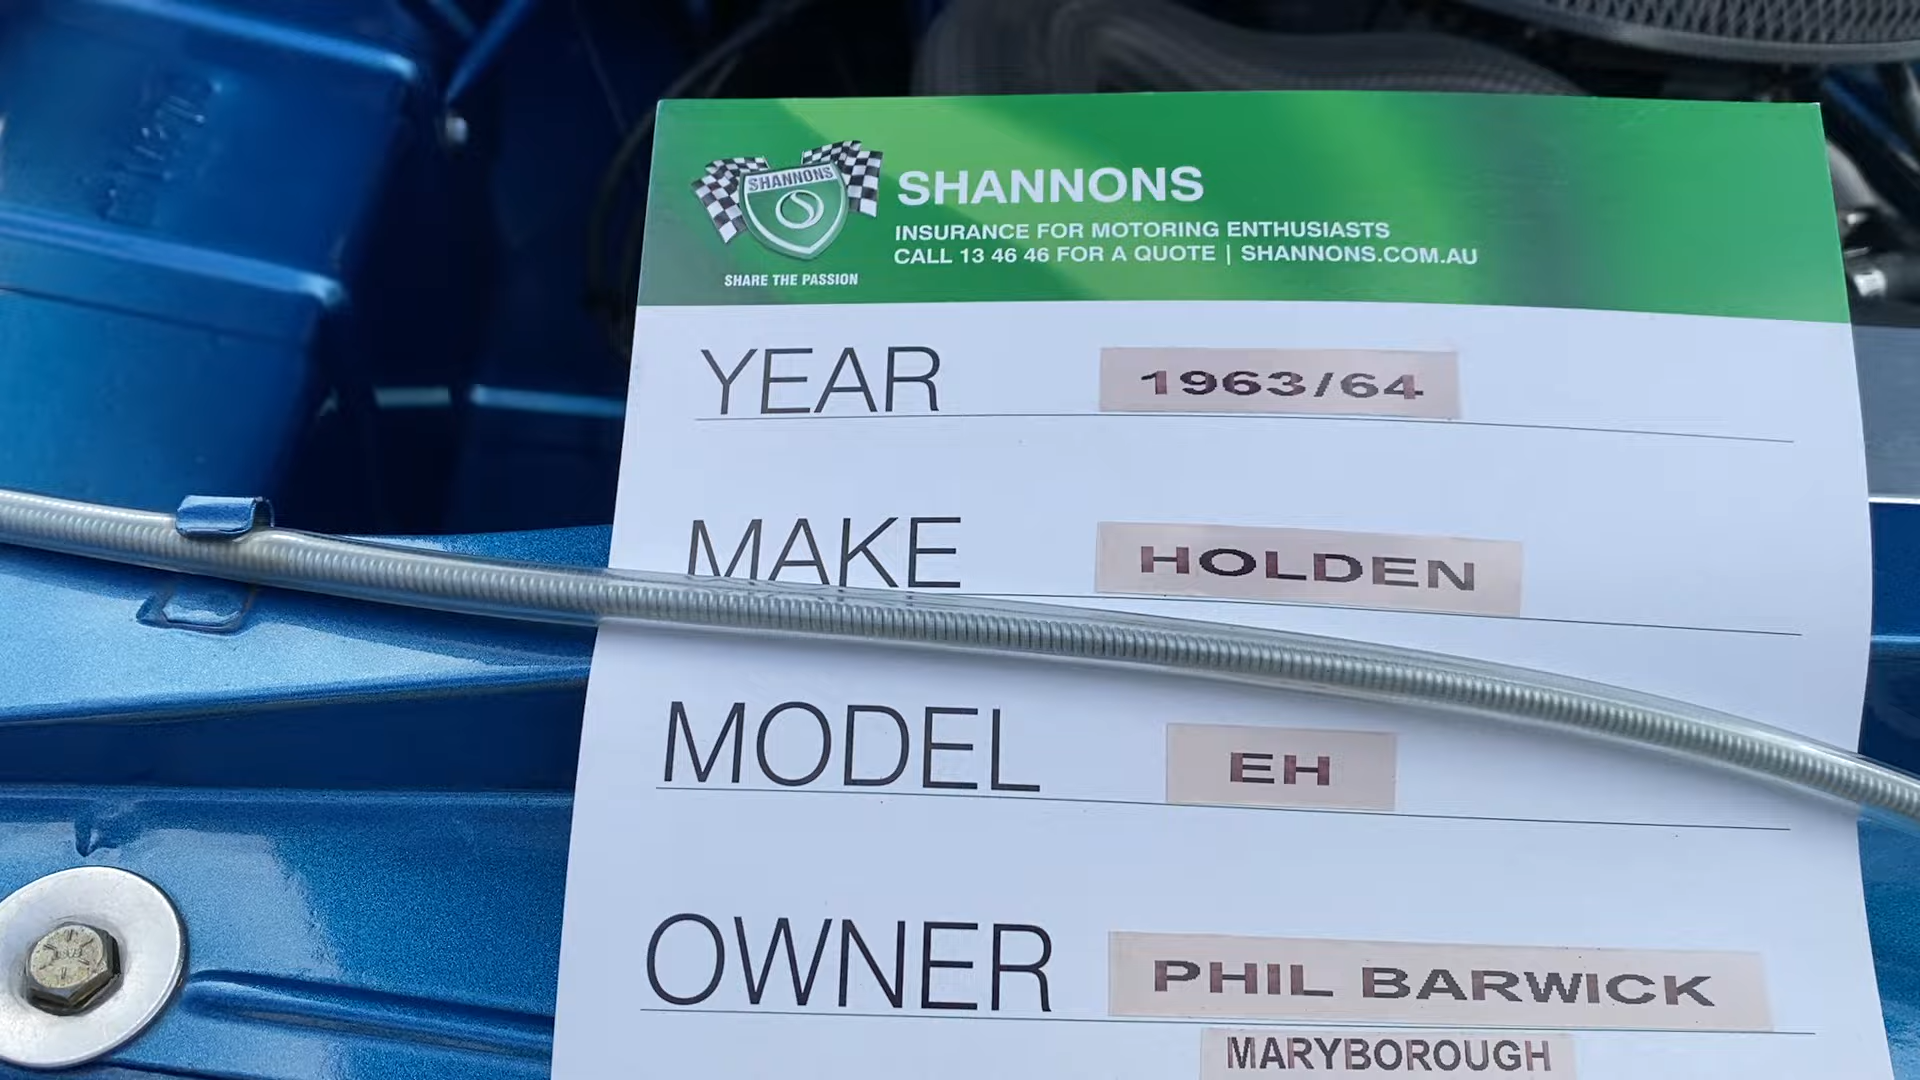 SHANNONS
SHANNONS
INSURANCE FOR MOTORING ENTHUSIASTS
CALL 13 46 46 FOR A QUOTE | SHANNONS.COM.AU
SHARE THE PASSION
YEAR 1963/64
MAKE HOLDEN
MODEL EH
OWNER PHIL BARWICK
MARYBOROUGH